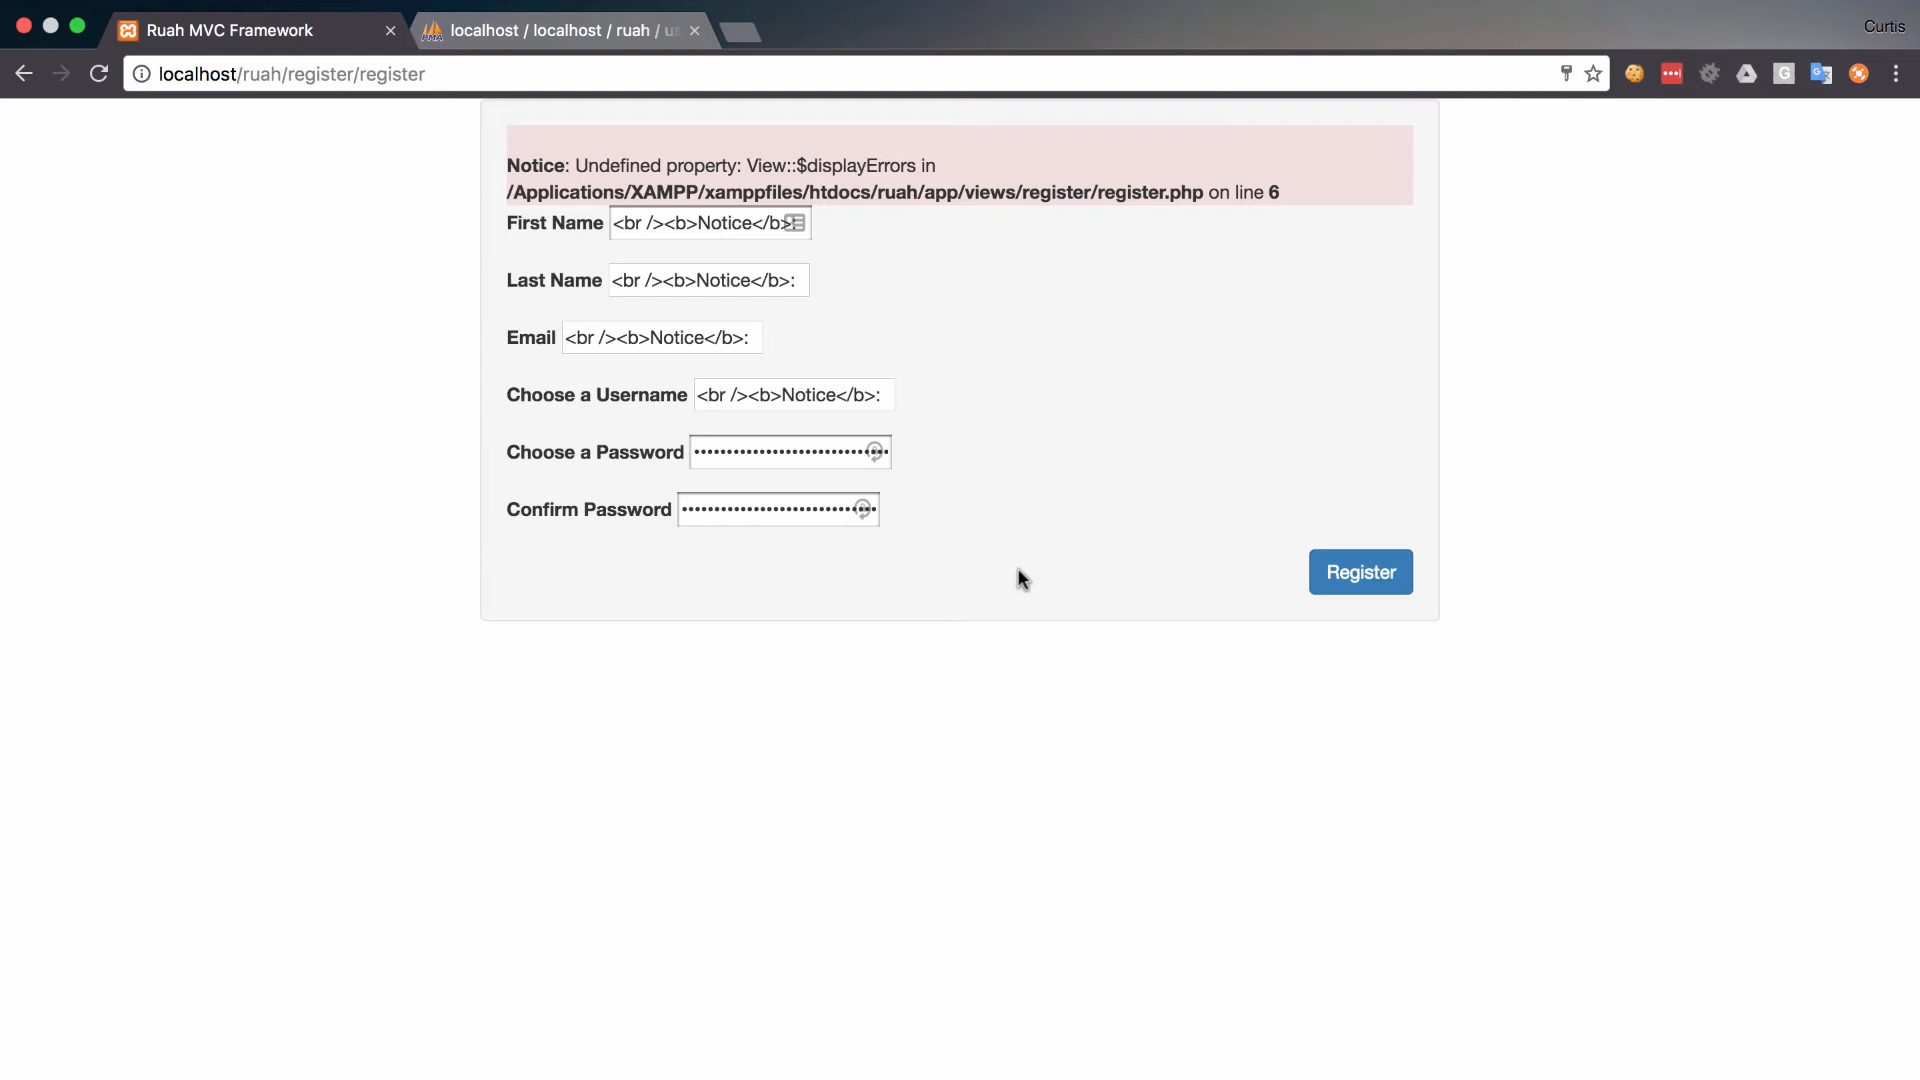 Ruah MVC Framework
localhost / localhost / ruah / us
Curtis
localhost/ruah/register/register
Notice: Undefined property: View::$displayErrors in
/Applications/XAMPP/xamppfiles/htdocs/ruah/app/views/register/register.php on line 6
First Name <br /><b>Notice</b>:
Last Name <br /><b>Notice</b>:
Email <br /><b>Notice</b>:
Choose a Username <br /><b>Notice</b>:
Choose a Password
Confirm Password
Register